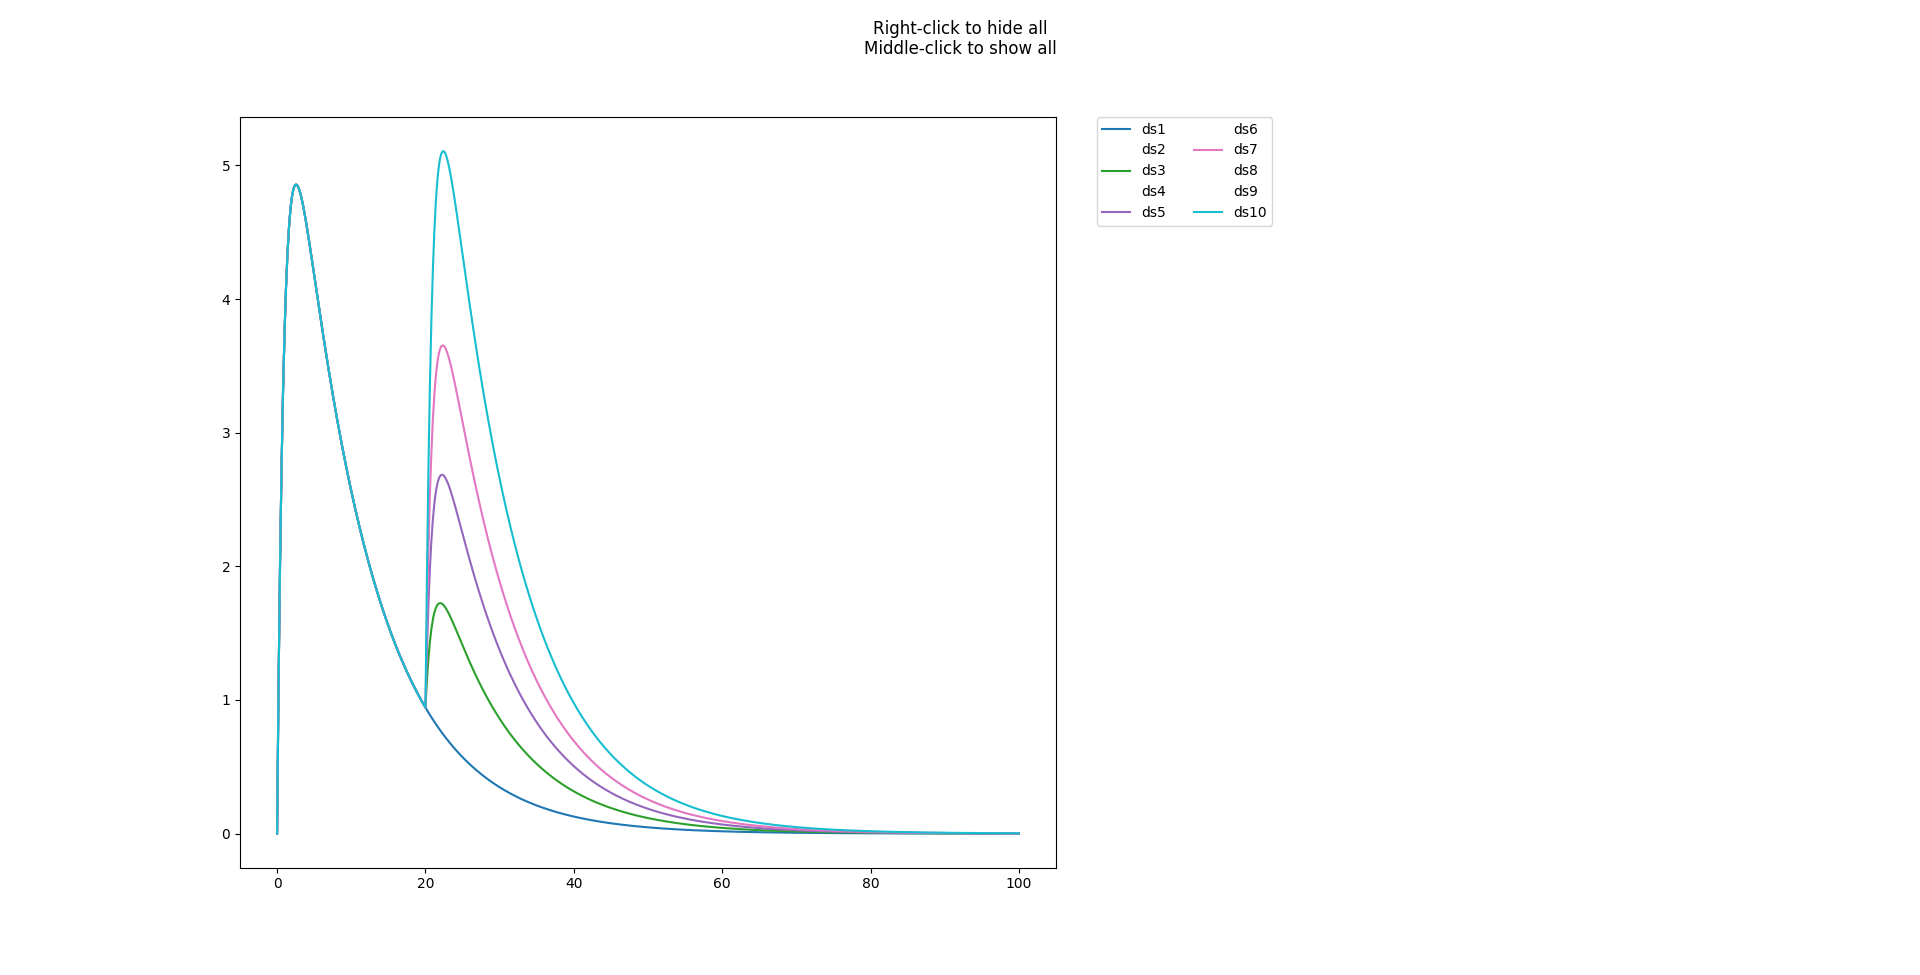 Right-click to hide all
Middle-click to show all
ds1
ds2
ds3
ds4
ds5
ds6
ds7
ds8
ds9
ds10
5
4
3
2
1
0
0 20 40 60 80 100